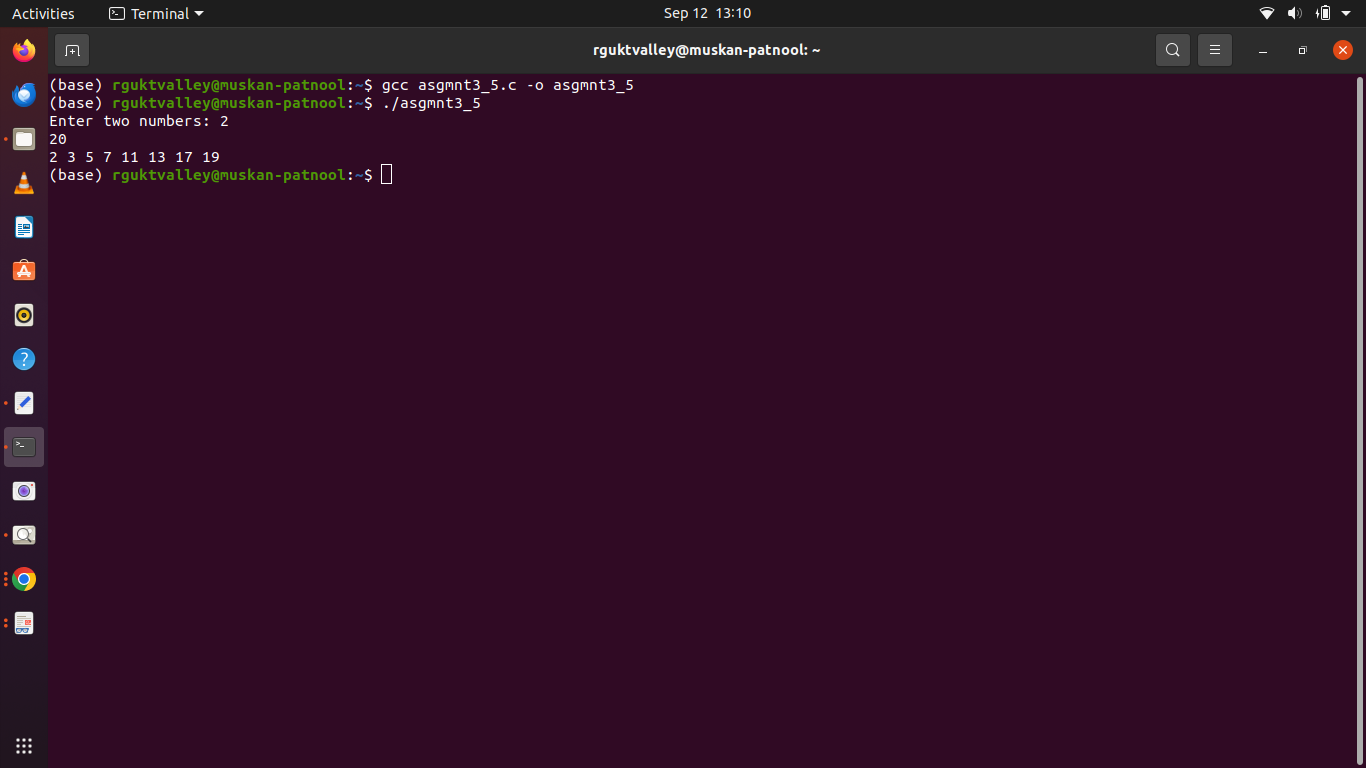 Activities Terminal Sep 12 13:10
rguktvalley@muskan-patnool: ~
(base) rguktvalley@muskan-patnool:~$ gcc asgmnt3_5.c -o asgmnt3_5
(base) rguktvalley@muskan-patnool:~$ ./asgmnt3_5
Enter two numbers: 2
20
2 3 5 7 11 13 17 19
(base) rguktvalley@muskan-patnool:~$